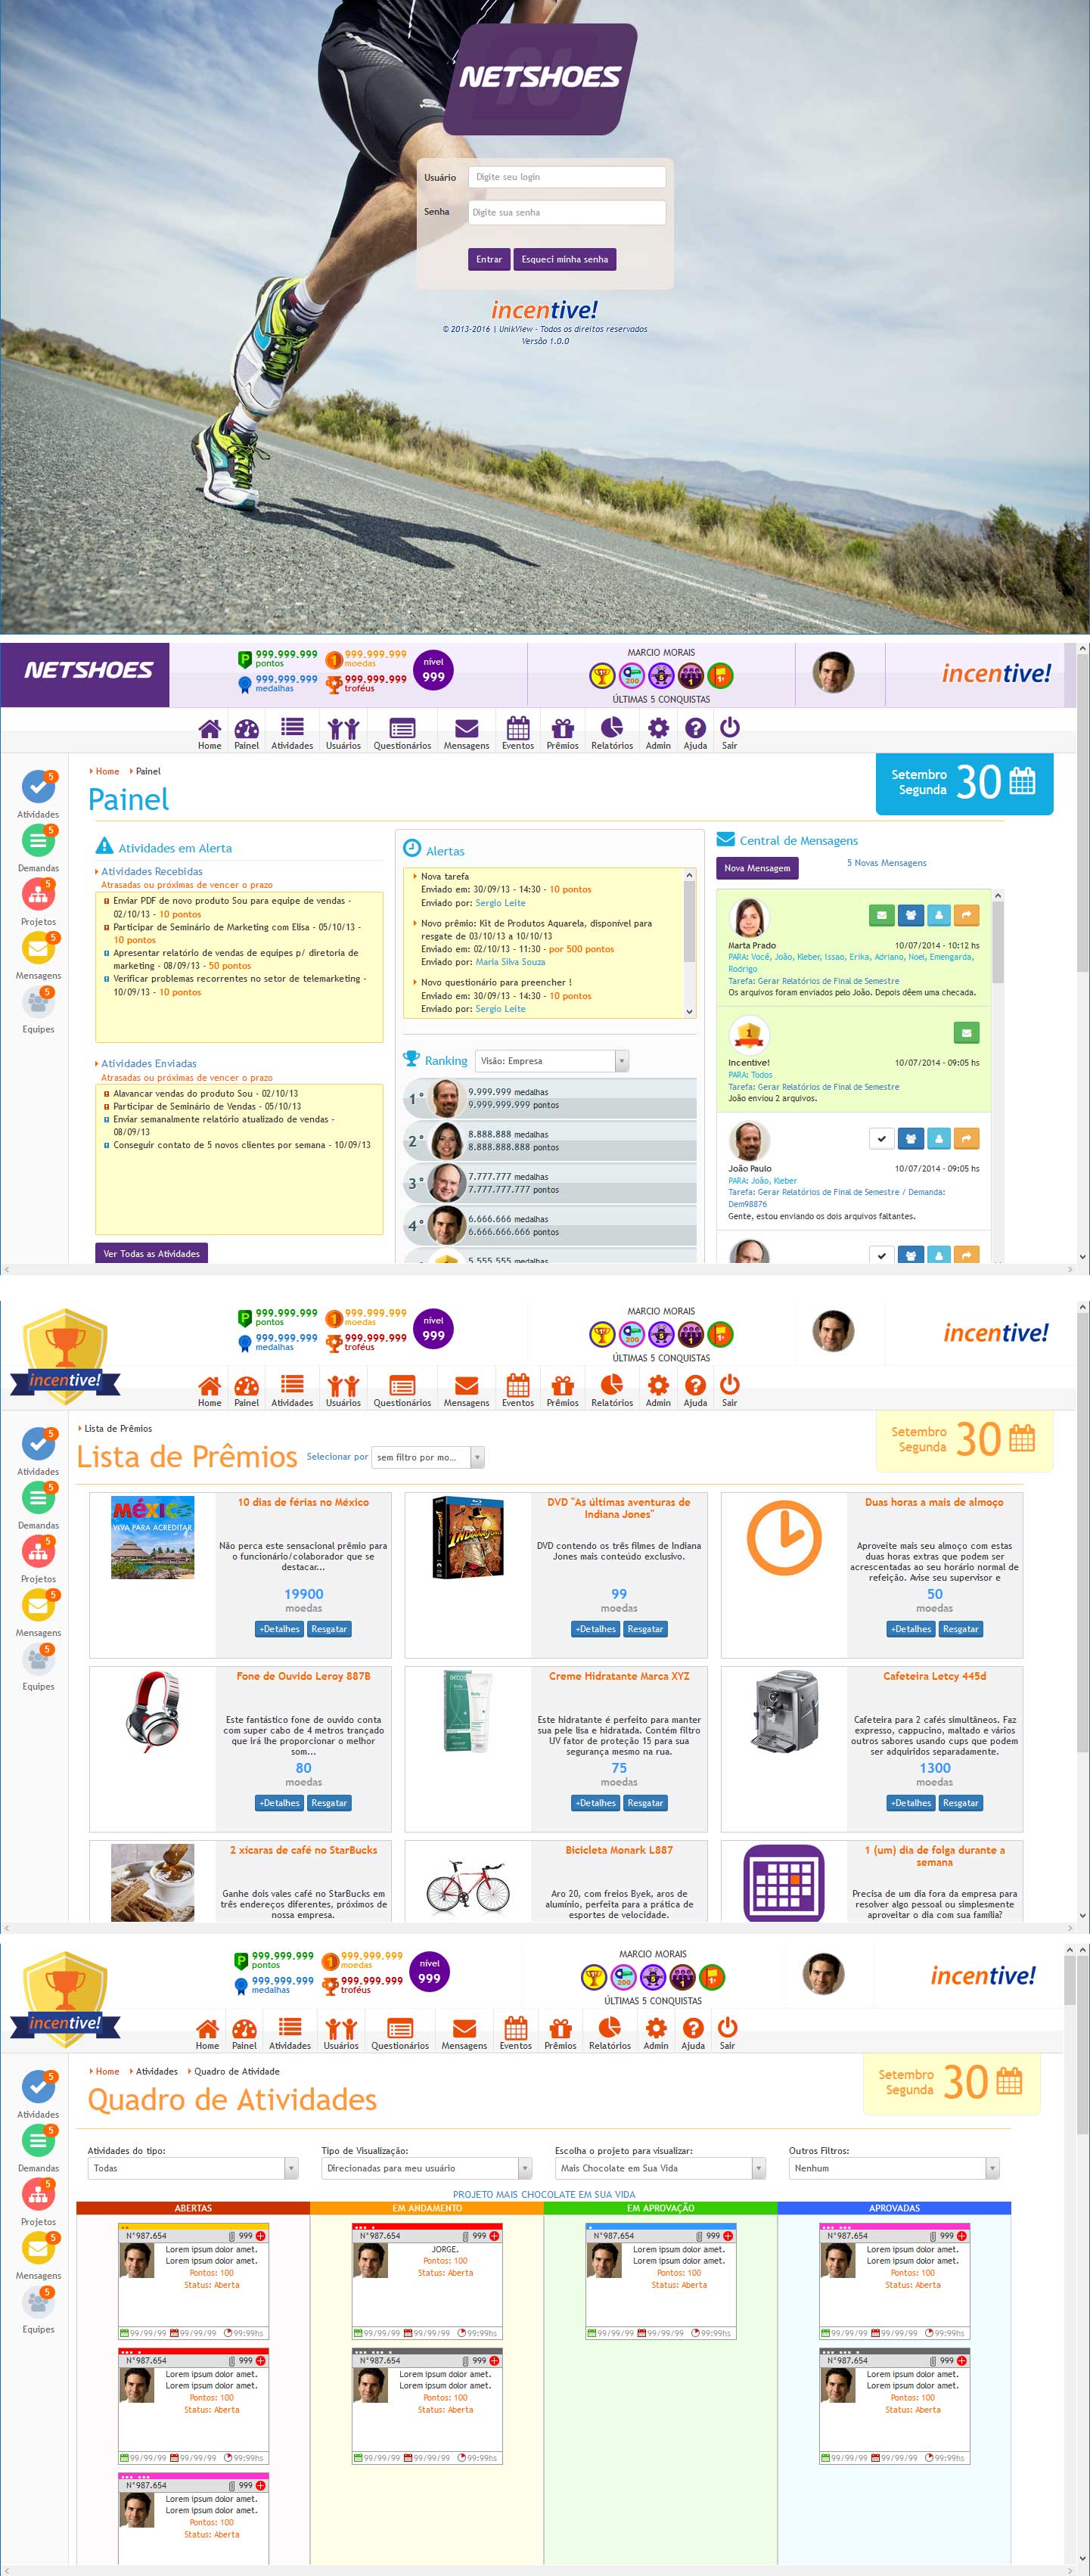 NETSHOES
Usuário
Digite seu login
Senha
Digite sua senha
Entrar
Esqueci minha senha
incentive!
© 2013-2016 | UnikView - Todos os direitos reservados
Versão 1.0.0
NETSHOES
999.999.999
pontos
999.999.999
moedas
999.999.999
medalhas
999.999.999
troféus
nível
999
MARCIO MORAIS
ÚLTIMAS 5 CONQUISTAS
incentive!
Home
Painel
Atividades
Usuários
Questionários
Mensagens
Eventos
Prêmios
Relatórios
Admin
Ajuda
Sair
5
Atividades
5
Demandas
5
Projetos
5
Mensagens
5
Equipes
Home
Painel
Painel
Setembro
Segunda
30
Atividades em Alerta
Atividades Recebidas
Atrasadas ou próximas de vencer o prazo
Enviar PDF de novo produto Sou para equipe de vendas -
02/10/13 - 10 pontos
Participar de Seminário de Marketing com Elisa - 05/10/13 -
10 pontos
Apresentar relatório de vendas de equipes p/ diretoria de
marketing - 08/09/13 - 50 pontos
Verificar problemas recorrentes no setor de telemarketing -
10/09/13 - 10 pontos
Atividades Enviadas
Atrasadas ou próximas de vencer o prazo
Alavancar vendas do produto Sou - 02/10/13
Participar de Seminário de Vendas - 05/10/13
Enviar semanalmente relatório atualizado de vendas -
08/09/13
Conseguir contato de 5 novos clientes por semana - 10/09/13
Ver Todas as Atividades
Alertas
Nova tarefa
Enviado em: 30/09/13 - 14:30 - 10 pontos
Enviado por: Sergio Leite
Novo prêmio: Kit de Produtos Aquarela, disponível para
resgate de 03/10/13 a 10/10/13
Enviado em: 02/10/13 - 11:30 - por 500 pontos
Enviado por: Maria Silva Souza
Novo questionário para preencher !
Enviado em: 30/09/13 - 14:30 - 10 pontos
Enviado por: Sergio Leite
Ranking
Visão: Empresa
1º
9.999.999 medalhas
9.999.999.999 pontos
2º
8.888.888 medalhas
8.888.888.888 pontos
3º
7.777.777 medalhas
7.777.777.777 pontos
4º
6.666.666 medalhas
6.666.666.666 pontos
5.555.555 medalhas
Central de Mensagens
Nova Mensagem
5 Novas Mensagens
Marta Prado
10/07/2014 - 10:12 hs
PARA: Você, João, Kleber, Issao, Erika, Adriano, Noel, Emengarda,
Rodrigo
Tarefa: Gerar Relatórios de Final de Semestre
Os arquivos foram enviados pelo João. Depois dêem uma checada.
Incentive!
10/07/2014 - 09:05 hs
PARA: Todos
Tarefa: Gerar Relatórios de Final de Semestre
João enviou 2 arquivos.
João Paulo
10/07/2014 - 09:05 hs
PARA: João, Kleber
Tarefa: Gerar Relatórios de Final de Semestre / Demanda:
Dem98876
Gente, estou enviando os dois arquivos faltantes.
incentive!
999.999.999
pontos
999.999.999
moedas
999.999.999
medalhas
999.999.999
troféus
nível
999
MARCIO MORAIS
ÚLTIMAS 5 CONQUISTAS
incentive!
Home
Painel
Atividades
Usuários
Questionários
Mensagens
Eventos
Prêmios
Relatórios
Admin
Ajuda
Sair
5
Atividades
5
Demandas
5
Projetos
5
Mensagens
5
Equipes
Lista de Prêmios
Lista de Prêmios
Selecionar por
sem filtro por mo...
Setembro
Segunda
30
MéXICO
VIVA PARA ACREDITAR
10 dias de férias no México
Não perca este sensacional prêmio para
o funcionário/colaborador que se
destacar...
19900
moedas
+Detalhes
Resgatar
DVD "As últimas aventuras de
Indiana Jones"
DVD contendo os três filmes de Indiana
Jones mais conteúdo exclusivo.
99
moedas
+Detalhes
Resgatar
Duas horas a mais de almoço
Aproveite mais seu almoço com estas
duas horas extras que podem ser
acrescentadas ao seu horário normal de
refeição. Avise seu supervisor e
50
moedas
+Detalhes
Resgatar
Fone de Ouvido Leroy 887B
Este fantástico fone de ouvido conta
com super cabo de 4 metros trançado
que irá lhe proporcionar o melhor
som...
80
moedas
+Detalhes
Resgatar
Creme Hidratante Marca XYZ
Este hidratante é perfeito para manter
sua pele lisa e hidratada. Contém filtro
UV fator de proteção 15 para sua
segurança mesmo na rua.
75
moedas
+Detalhes
Resgatar
Cafeteira Letcy 445d
Cafeteira para 2 cafés simultâneos. Faz
expresso, cappucino, maltado e vários
outros sabores usando cups que podem
ser adquiridos separadamente.
1300
moedas
+Detalhes
Resgatar
2 xícaras de café no StarBucks
Ganhe dois vales café no StarBucks em
três endereços diferentes, próximos de
nossa empresa.
Bicicleta Monark L887
Aro 20, com freios Byek, aros de
alumínio, perfeita para a prática de
esportes de velocidade.
1 (um) dia de folga durante a
semana
Precisa de um dia fora da empresa para
resolver algo pessoal ou simplesmente
aproveitar o dia com sua família?
incentive!
999.999.999
pontos
999.999.999
moedas
999.999.999
medalhas
999.999.999
troféus
nível
999
MARCIO MORAIS
ÚLTIMAS 5 CONQUISTAS
incentive!
Home
Painel
Atividades
Usuários
Questionários
Mensagens
Eventos
Prêmios
Relatórios
Admin
Ajuda
Sair
5
Atividades
5
Demandas
5
Projetos
5
Mensagens
5
Equipes
Home
Atividades
Quadro de Atividade
Quadro de Atividades
Setembro
Segunda
30
Atividades do tipo:
Todas
Tipo de Visualização:
Direcionadas para meu usuário
Escolha o projeto para visualizar:
Mais Chocolate em Sua Vida
Outros Filtros:
Nenhum
PROJETO MAIS CHOCOLATE EM SUA VIDA
ABERTAS
EM ANDAMENTO
EM APROVAÇÃO
APROVADAS
N°987.654
999
Lorem ipsum dolor amet.
Lorem ipsum dolor amet.
Pontos: 100
Status: Aberta
99/99/99
99/99/99
99:99hs
N°987.654
999
JORGE.
Pontos: 100
Status: Aberta
99/99/99
99/99/99
99:99hs
N°987.654
999
Lorem ipsum dolor amet.
Lorem ipsum dolor amet.
Pontos: 100
Status: Aberta
99/99/99
99/99/99
99:99hs
N°987.654
999
Lorem ipsum dolor amet.
Lorem ipsum dolor amet.
Pontos: 100
Status: Aberta
99/99/99
99/99/99
99:99hs
N°987.654
999
Lorem ipsum dolor amet.
Lorem ipsum dolor amet.
Pontos: 100
Status: Aberta
99/99/99
99/99/99
99:99hs
N°987.654
999
Lorem ipsum dolor amet.
Lorem ipsum dolor amet.
Pontos: 100
Status: Aberta
99/99/99
99/99/99
99:99hs
N°987.654
999
Lorem ipsum dolor amet.
Lorem ipsum dolor amet.
Pontos: 100
Status: Aberta
99/99/99
99/99/99
99:99hs
N°987.654
999
Lorem ipsum dolor amet.
Lorem ipsum dolor amet.
Pontos: 100
Status: Aberta